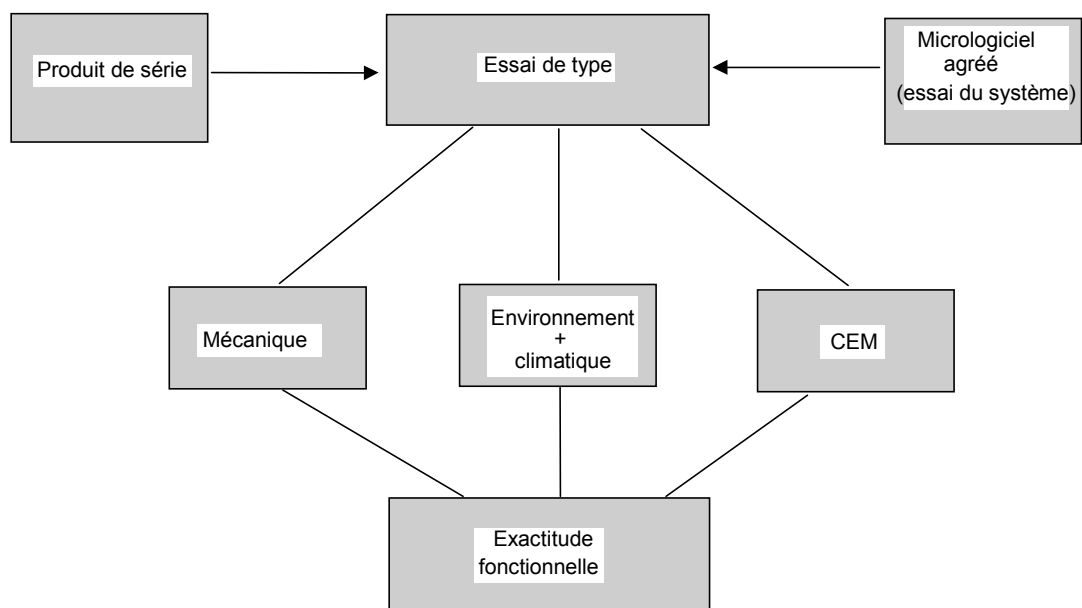 Produit de série
Essai de type
Micrologiciel
agréé
(essai du système)
Mécanique
Environnement
+
climatique
CEM
Exactitude
fonctionnelle